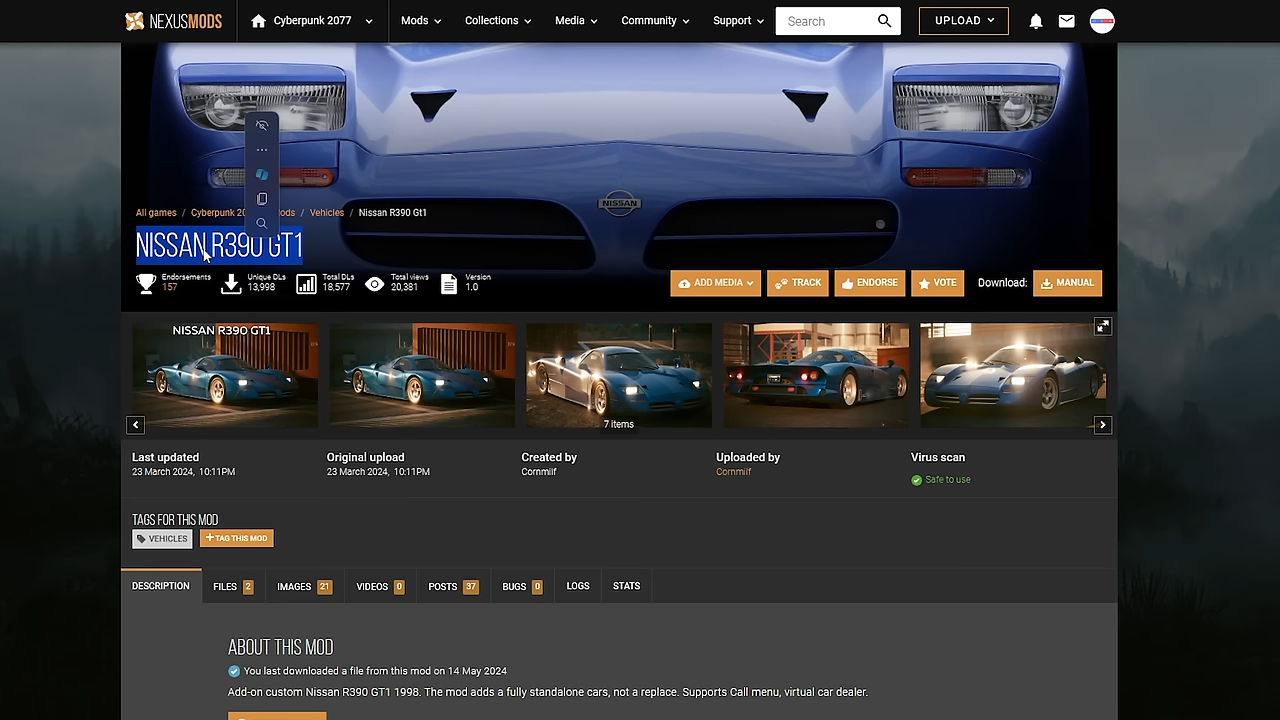 NEXUSMODS Cyberpunk 2077 Mods Collections Media Community Support Search UPLOAD
NISSAN
All games / Cyberpunk 20 ods / Vehicles / Nissan R390 Gt1
NISSAN R390 GT1
Endorsements 157 Unique DLs 13,998 Total DLs 18,577 Total views 20,381 Version 1.0
ADD MEDIA TRACK ENDORSE VOTE Download: MANUAL
NISSAN R390 GT1
7 items
Last updated Original upload Created by Uploaded by Virus scan
23 March 2024, 10:11PM 23 March 2024, 10:11PM Cornmilf Cornmilf Safe to use
TAGS FOR THIS MOD
VEHICLES + TAG THIS MOD
DESCRIPTION FILES 2 IMAGES 21 VIDEOS 0 POSTS 37 BUGS 0 LOGS STATS
ABOUT THIS MOD
You last downloaded a file from this mod on 14 May 2024
Add-on custom Nissan R390 GT1 1998. The mod adds a fully standalone cars, not a replace. Supports Call menu, virtual car dealer.